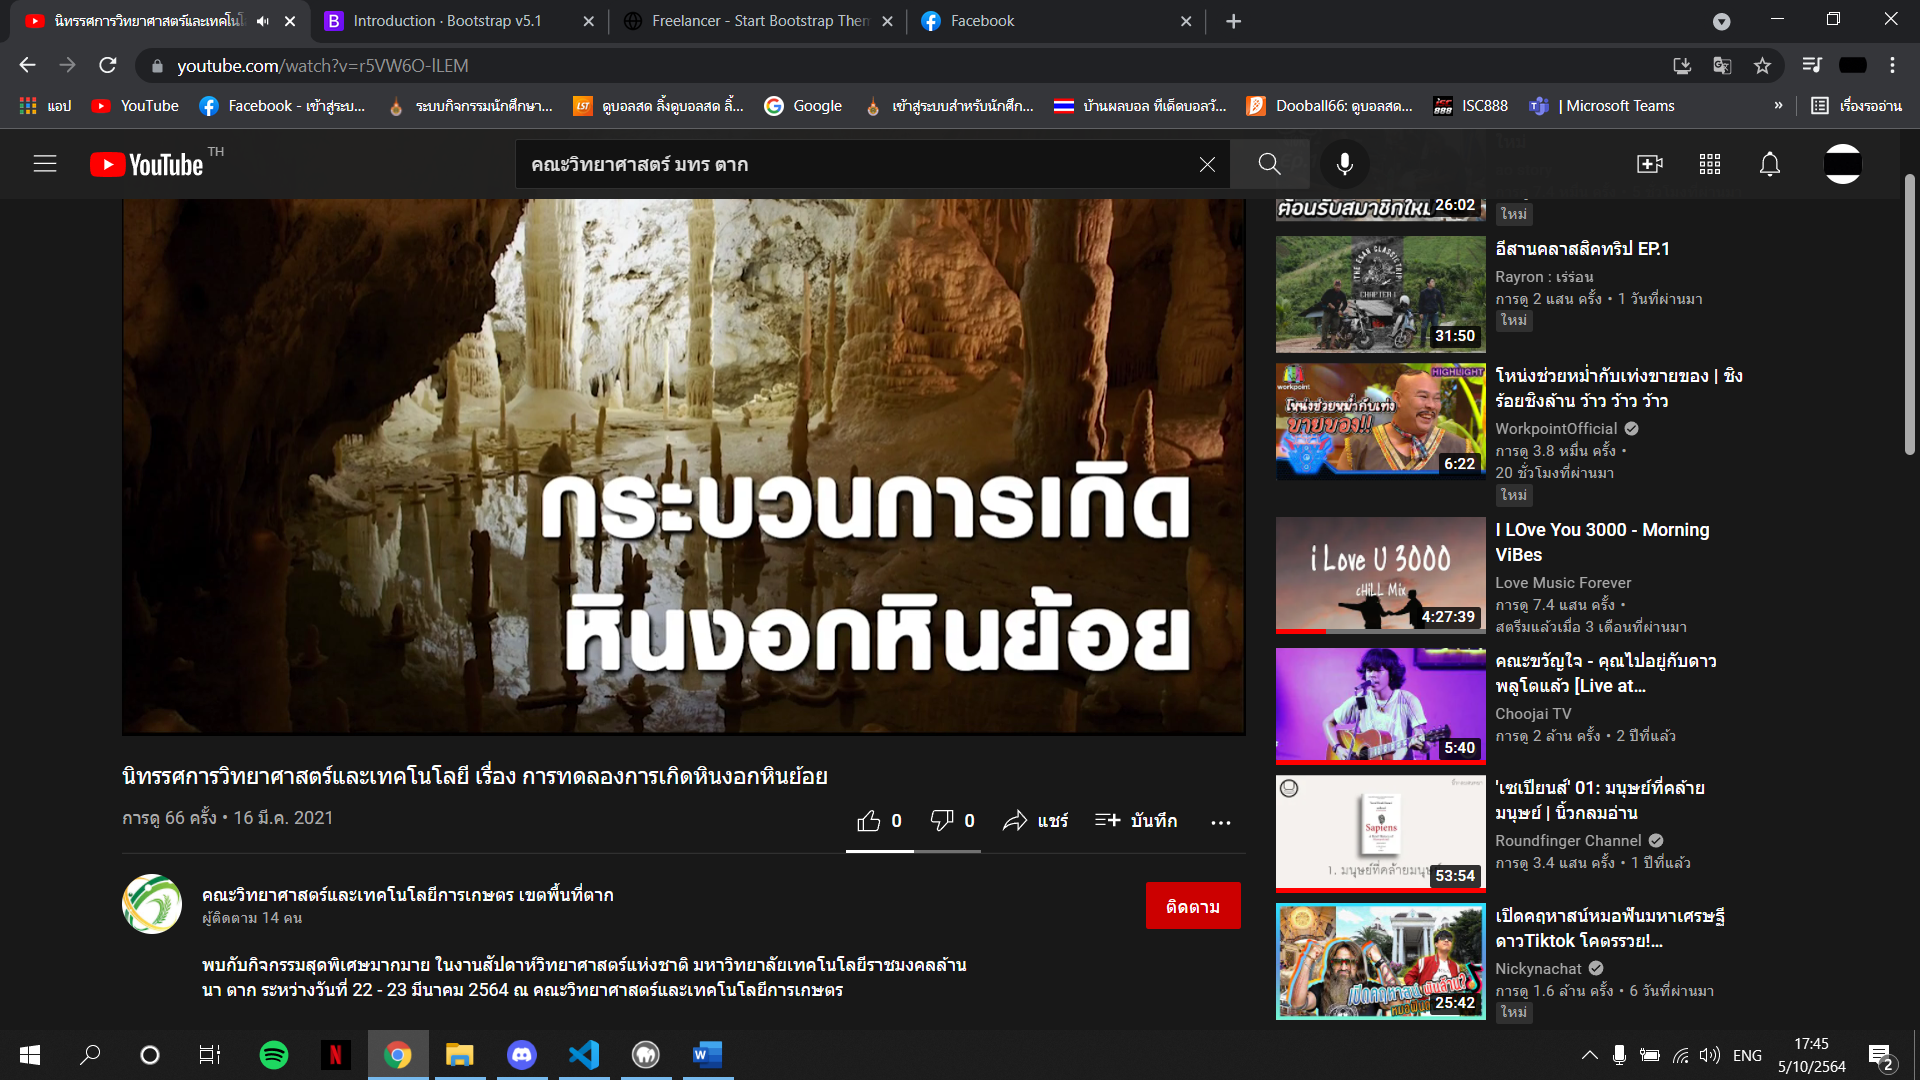 นิทรรศการวิทยาศาสตร์และเทคโนโล
Introduction · Bootstrap v5.1
Freelancer - Start Bootstrap Them
Facebook
youtube.com/watch?v=r5VW6O-lLEM
แอป
YouTube
Facebook - เข้าสู่ระบ...
ระบบกิจกรรมนักศึกษา...
ดูบอลสด ลิ้งดูบอลสด ลิ้...
Google
เข้าสู่ระบบสำหรับนักศึก...
บ้านผลบอล ทีเด็ดบอลวั...
Dooball66: ดูบอลสด...
ISC888
| Microsoft Teams
»
เรื่องรออ่าน
YouTube TH
คณะวิทยาศาสตร์ มทร ตาก
กระบวนการเกิด
หินงอกหินย้อย
นิทรรศการวิทยาศาสตร์และเทคโนโลยี เรื่อง การทดลองการเกิดหินงอกหินย้อย
การดู 66 ครั้ง • 16 มี.ค. 2021
0
0
แชร์
บันทึก
คณะวิทยาศาสตร์และเทคโนโลยีการเกษตร เขตพื้นที่ตาก
ผู้ติดตาม 14 คน
ติดตาม
พบกับกิจกรรมสุดพิเศษมากมาย ในงานสัปดาห์วิทยาศาสตร์แห่งชาติ มหาวิทยาลัยเทคโนโลยีราชมงคลล้าน
นา ตาก ระหว่างวันที่ 22 - 23 มีนาคม 2564 ณ คณะวิทยาศาสตร์และเทคโนโลยีการเกษตร
ต้อนรับสมาชิกใหม่
26:02
ใหม่
THE ESAN CLASSIC TRIP
CHAPTER 1
31:50
อีสานคลาสสิคทริป EP.1
Rayron : เร่ร่อน
การดู 2 แสน ครั้ง • 1 วันที่ผ่านมา
ใหม่
workpoint
HIGHLIGHT
โหน่งช่วยหม่ำกับเท่ง
ขายของ!!
6:22
โหน่งช่วยหม่ำกับเท่งขายของ | ชิง
ร้อยชิงล้าน ว้าว ว้าว ว้าว
WorkpointOfficial
การดู 3.8 หมื่น ครั้ง •
20 ชั่วโมงที่ผ่านมา
ใหม่
i Love U 3000
cHiLL Mix
4:27:39
I LOve You 3000 - Morning
ViBes
Love Music Forever
การดู 7.4 แสน ครั้ง •
สตรีมแล้วเมื่อ 3 เดือนที่ผ่านมา
5:40
คณะขวัญใจ - คุณไปอยู่กับดาว
พลูโตแล้ว [Live at...
Choojai TV
การดู 2 ล้าน ครั้ง • 2 ปีที่แล้ว
Sapiens
1. มนุษย์ที่คล้ายมนุษย์
53:54
'เซเปียนส์' 01: มนุษย์ที่คล้าย
มนุษย์ | นิ้วกลมอ่าน
Roundfinger Channel
การดู 3.4 แสน ครั้ง • 1 ปีที่แล้ว
เปิดคฤหาสน์
25:42
เปิดคฤหาสน์หมอฟันมหาเศรษฐี
ดาวTiktok โคตรรวย!...
Nickynachat
การดู 1.6 ล้าน ครั้ง • 6 วันที่ผ่านมา
ใหม่
ENG
17:45
5/10/2564
2